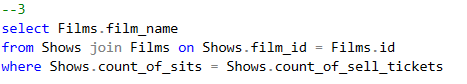 --3
select Films.film_name
from Shows join Films on Shows.film_id = Films.id
where Shows.count_of_sits = Shows.count_of_sell_tickets